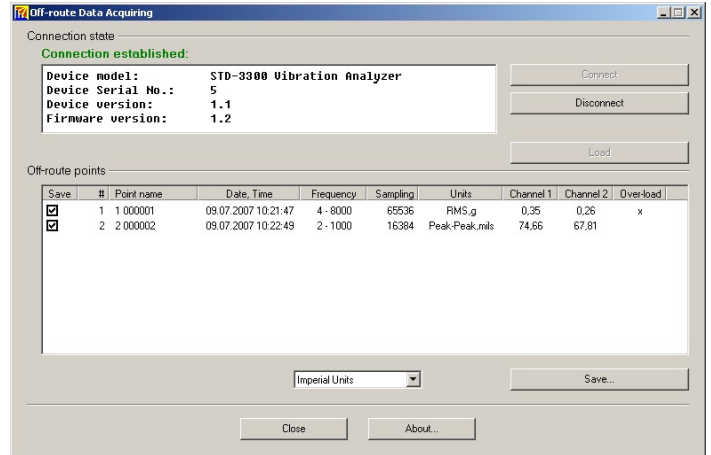 Off-route Data Acquiring
Connection state
Connection established:
Device model: STD-3300 Vibration Analyzer
Device Serial No.: 5
Device version: 1.1
Firmware version: 1.2
Connect
Disconnect
Load
Off-route points
Save # Point name Date, Time Frequency Sampling Units Channel 1 Channel 2 Over-load
1 1 000001 09.07.2007 10:21:47 4 - 8000 65536 RMS,g 0,35 0,26 x
2 2 000002 09.07.2007 10:22:49 2 - 1000 16384 Peak-Peak,mils 74,66 67,81
Imperial Units
Save...
Close
About...